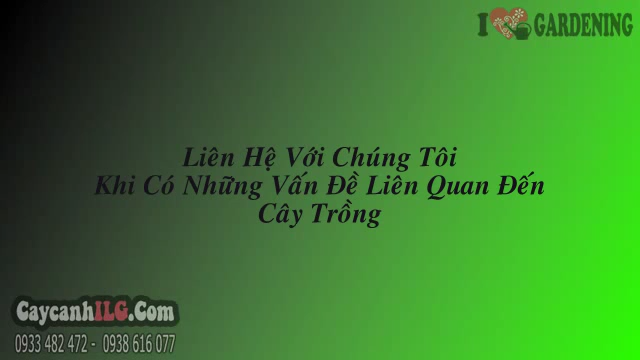 I GARDENING
Liên Hệ Với Chúng Tôi
Khi Có Những Vấn Đề Liên Quan Đến
Cây Trồng
CaycanhILG.Com
0933 482 472 - 0938 616 077